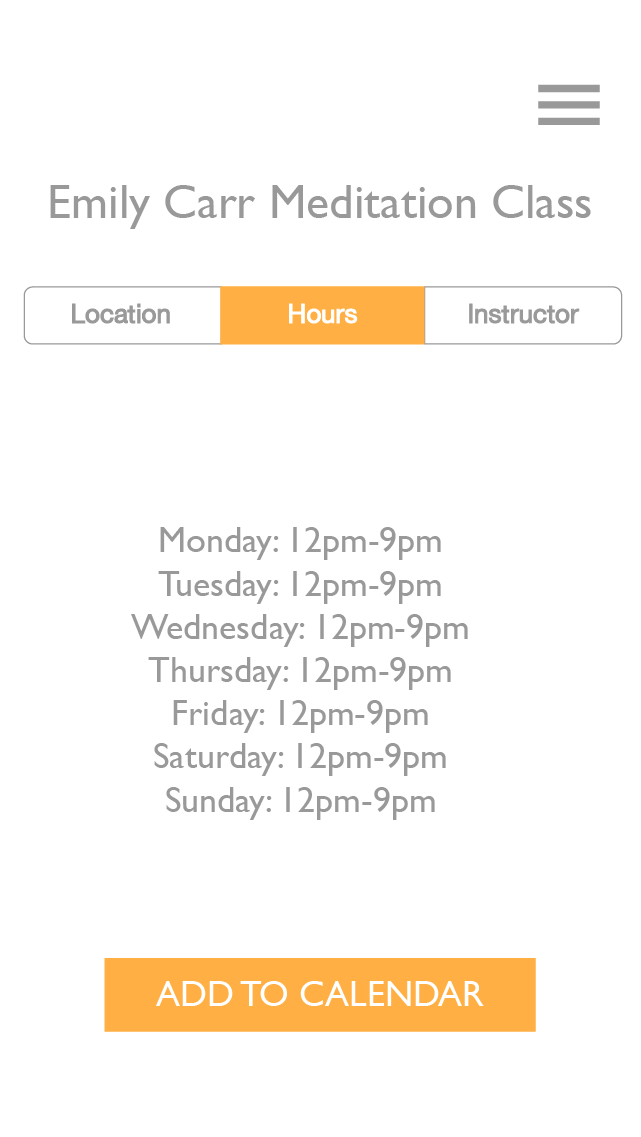 Emily Carr Meditation Class
Location Hours Instructor
Monday: 12pm-9pm
Tuesday: 12pm-9pm
Wednesday: 12pm-9pm
Thursday: 12pm-9pm
Friday: 12pm-9pm
Saturday: 12pm-9pm
Sunday: 12pm-9pm
ADD TO CALENDAR